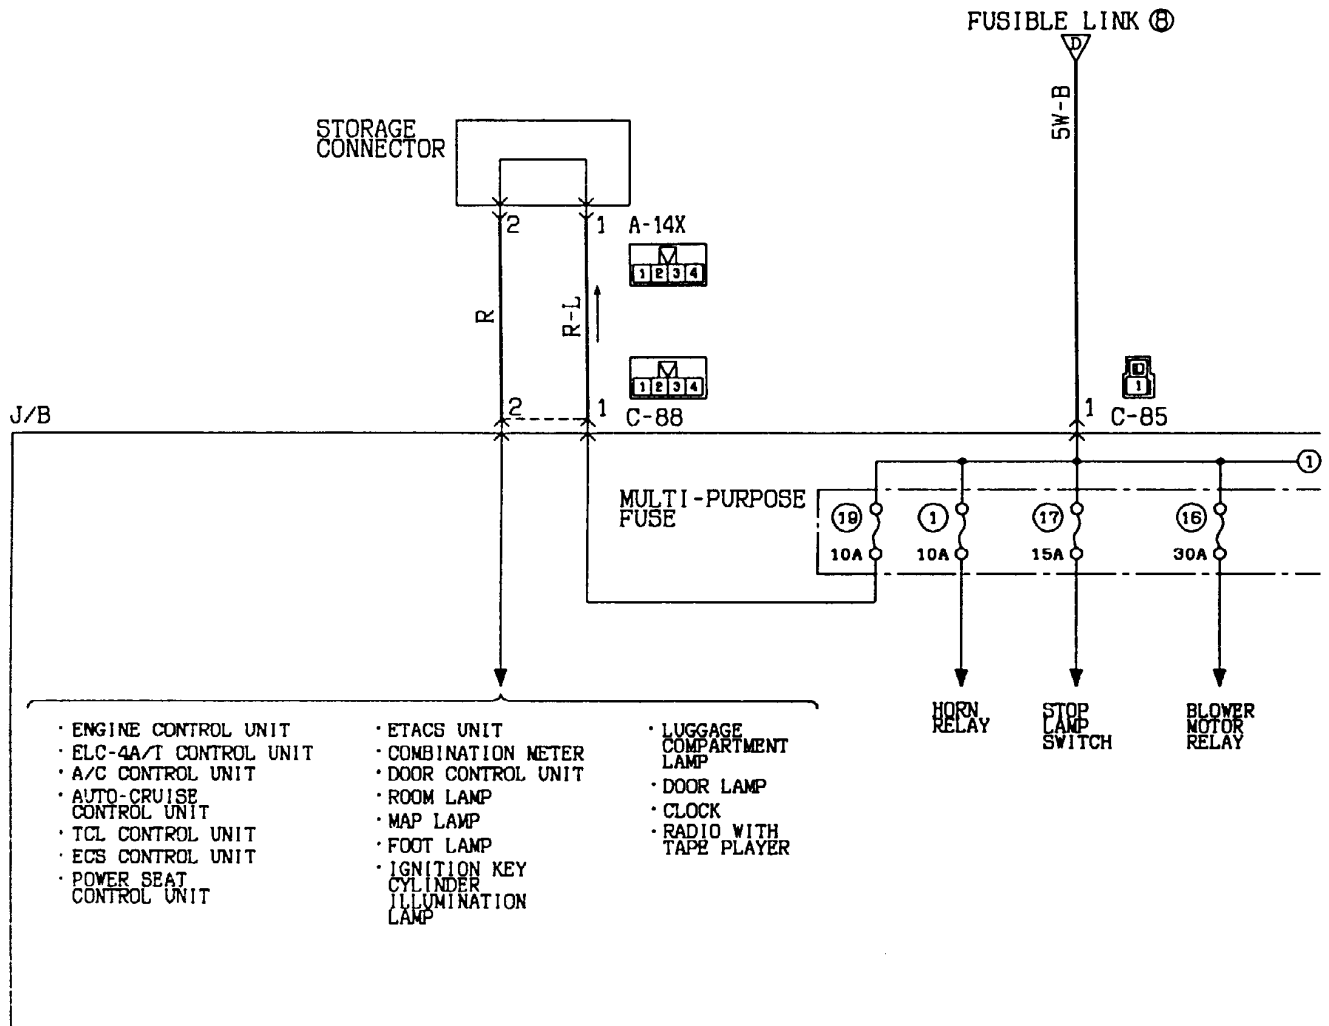 FUSIBLE LINK ⑧
D
5W-B
STORAGE
CONNECTOR
2
1
A-14X
1 2 3 4
R
R-L
1 2 3 4
C-88
2
1
1
1
C-85
J/B
①
MULTI-PURPOSE
FUSE
⑲
①
⑰
⑯
10A
10A
15A
30A
HORN
RELAY
STOP
LAMP
SWITCH
BLOWER
MOTOR
RELAY
· ENGINE CONTROL UNIT
· ELC-4A/T CONTROL UNIT
· A/C CONTROL UNIT
· AUTO-CRUISE
CONTROL UNIT
· TCL CONTROL UNIT
· ECS CONTROL UNIT
· POWER SEAT
CONTROL UNIT
· ETACS UNIT
· COMBINATION METER
· DOOR CONTROL UNIT
· ROOM LAMP
· MAP LAMP
· FOOT LAMP
· IGNITION KEY
CYLINDER
ILLUMINATION
LAMP
· LUGGAGE
COMPARTMENT
LAMP
· DOOR LAMP
· CLOCK
· RADIO WITH
TAPE PLAYER